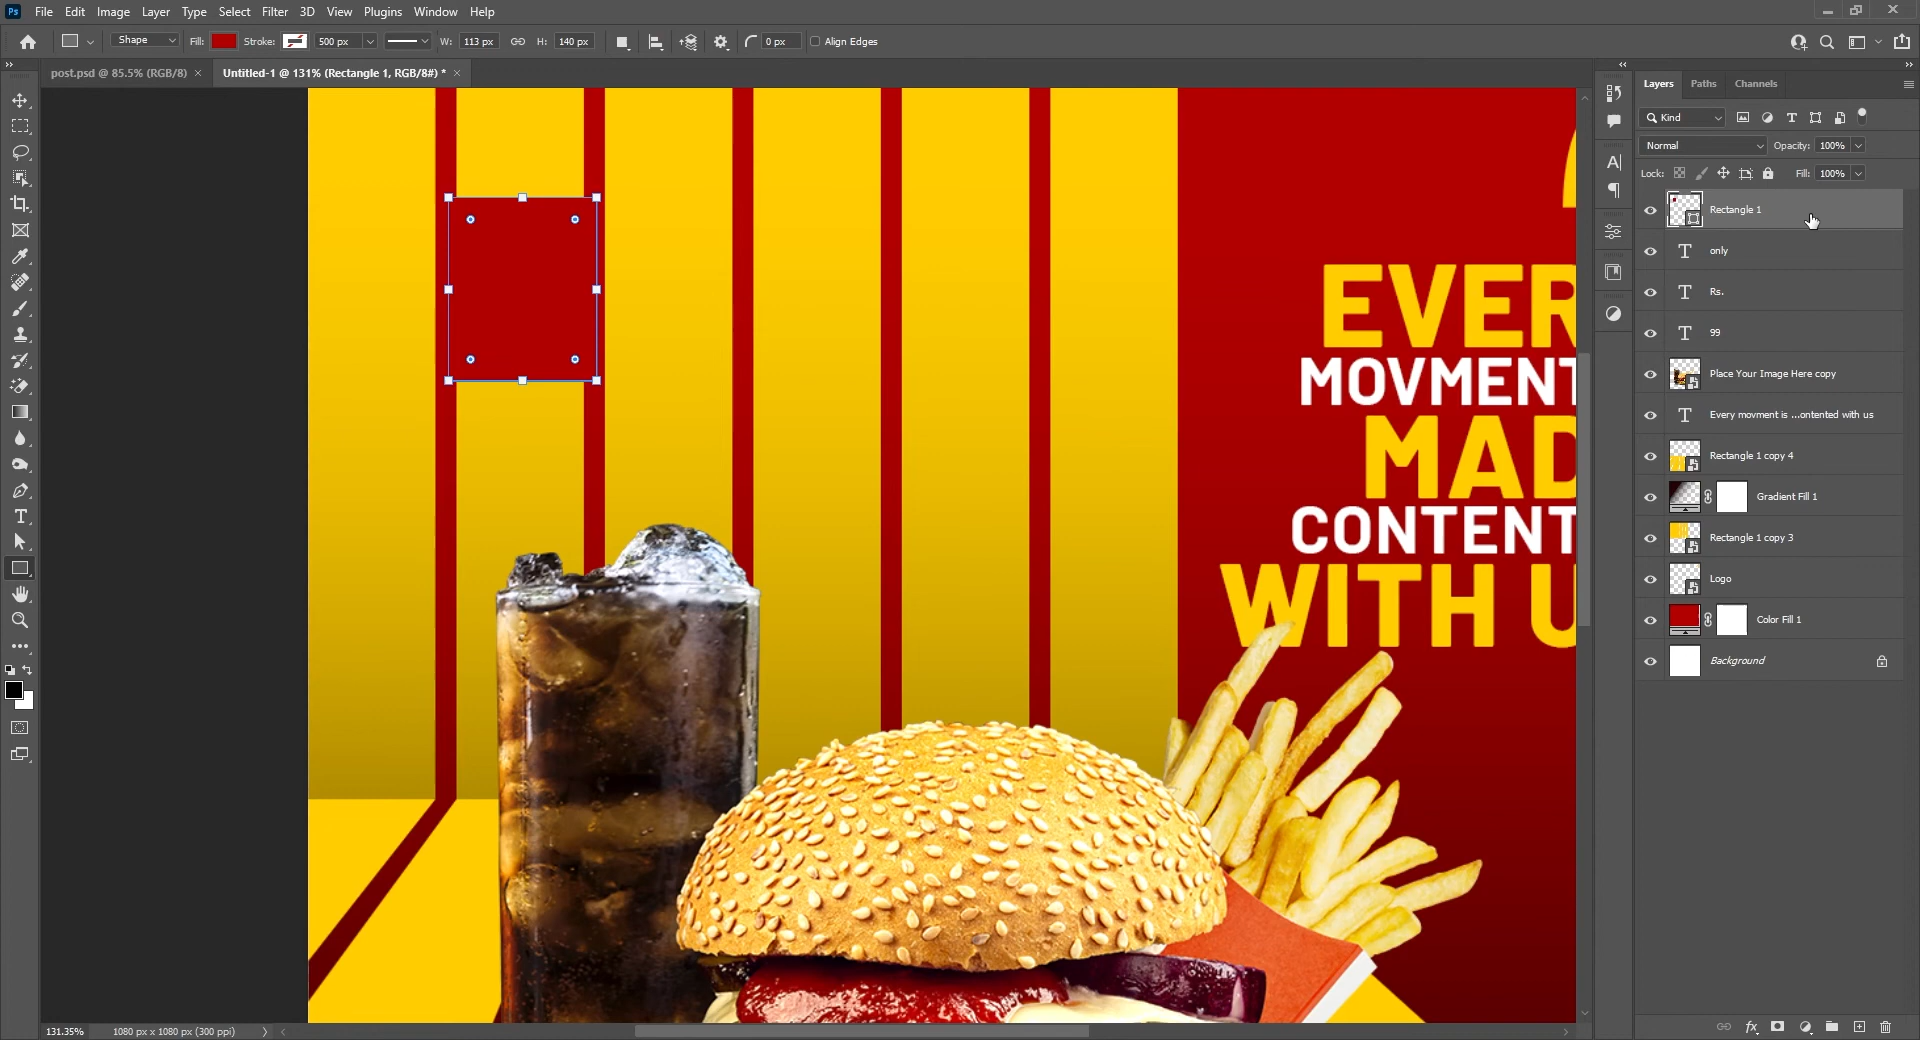 Ps File Edit Image Layer Type Select Filter 3D View Plugins Window Help
Shape Fill: Stroke: 500 px W: 113 px H: 140 px 0 px Align Edges
post.psd @ 85.5% (RGB/8) × Untitled-1 @ 131% (Rectangle 1, RGB/8#) * ×
Layers Paths Channels
Kind
Normal Opacity: 100%
Lock: Fill: 100%
Rectangle 1
only
Rs.
99
Place Your Image Here copy
Every movment is ...ontented with us
Rectangle 1 copy 4
Gradient Fill 1
Rectangle 1 copy 3
Logo
Color Fill 1
Background
EVER
MOVMENT
MAD
CONTENT
WITH U
131.35% 1080 px x 1080 px (300 ppi)